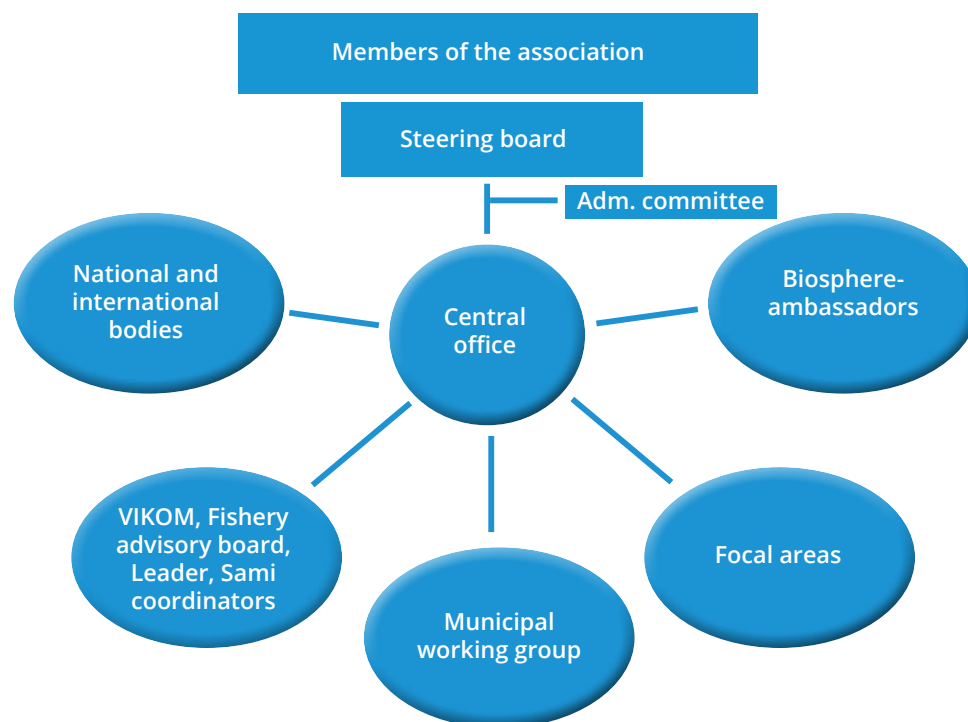 Members of the association
Steering board
Adm. committee
National and
international
bodies
Central
office
Biosphere-
ambassadors
VIKOM, Fishery
advisory board,
Leader, Sami
coordinators
Municipal
working group
Focal areas